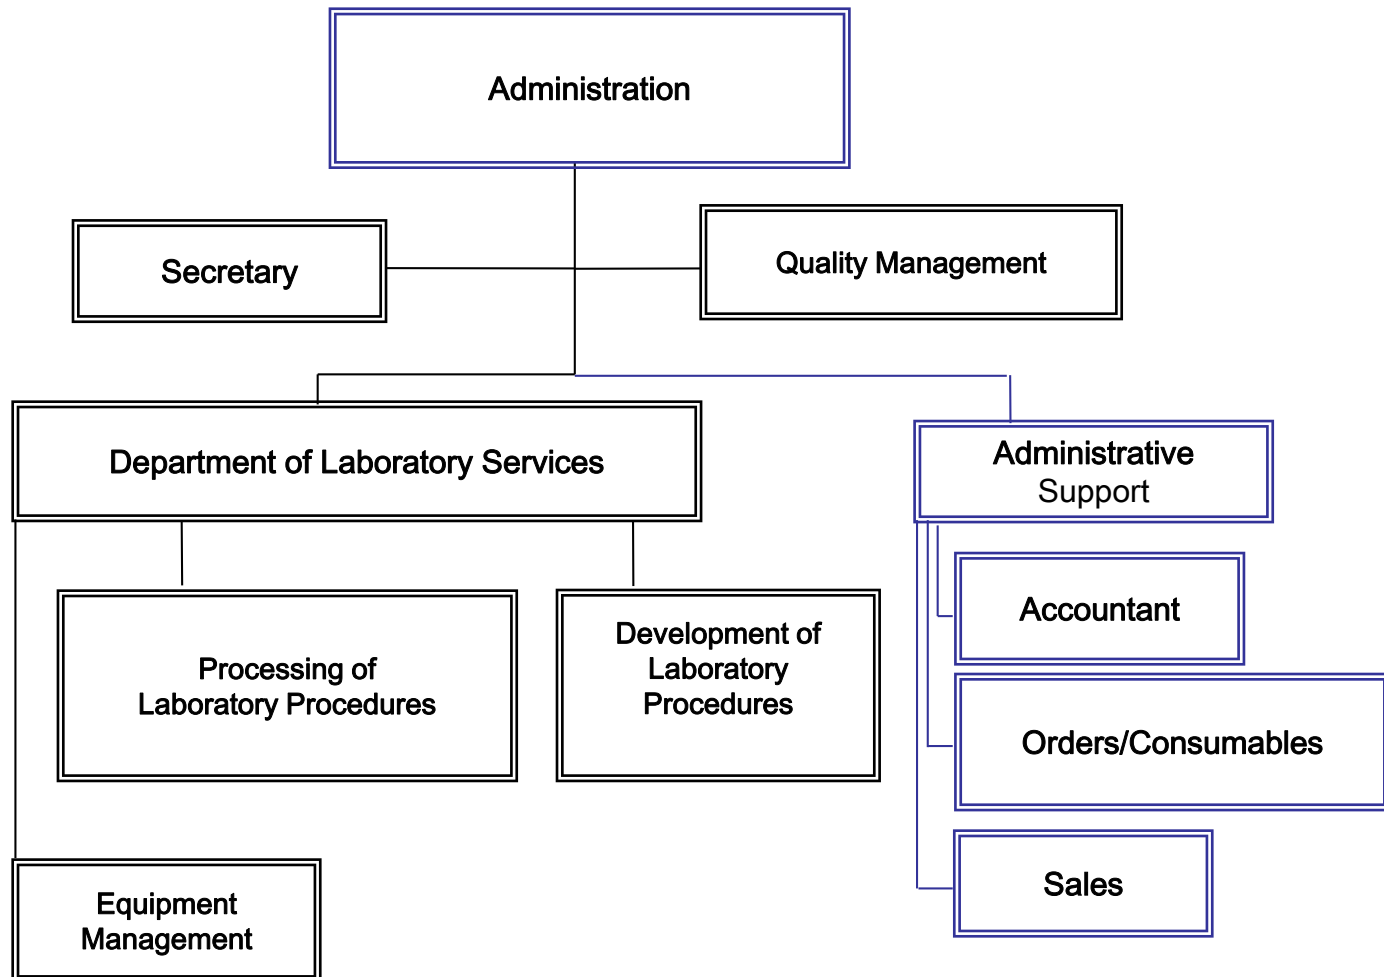 Administration
Secretary
Quality Management
Department of Laboratory Services
Administrative
Support
Accountant
Processing of
Laboratory Procedures
Development of
Laboratory
Procedures
Orders/Consumables
Sales
Equipment
Management